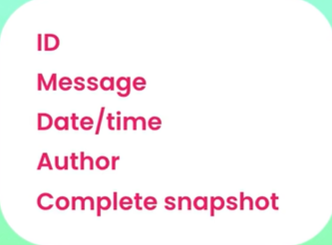 ID
Message
Date/time
Author
Complete snapshot